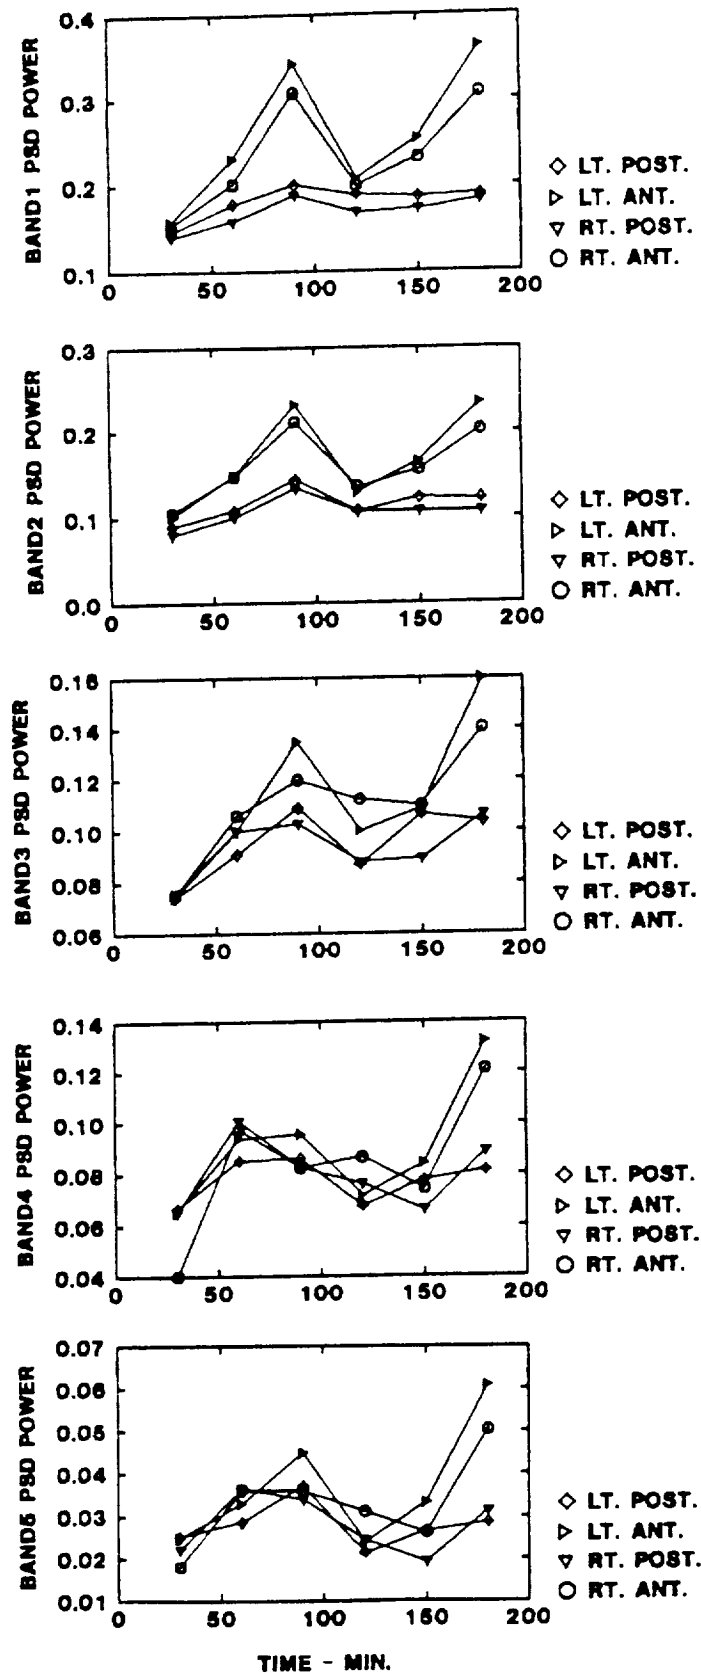 0.4
0.3
0.2
0.1
BAND1 PSD POWER
0 50 100 150 200
◇ LT. POST.
▷ LT. ANT.
▽ RT. POST.
○ RT. ANT.
0.3
0.2
0.1
0.0
BAND2 PSD POWER
0 50 100 150 200
◇ LT. POST.
▷ LT. ANT.
▽ RT. POST.
○ RT. ANT.
0.16
0.14
0.12
0.10
0.08
0.06
BAND3 PSD POWER
0 50 100 150 200
◇ LT. POST.
▷ LT. ANT.
▽ RT. POST.
○ RT. ANT.
0.14
0.12
0.10
0.08
0.06
0.04
BAND4 PSD POWER
0 50 100 150 200
◇ LT. POST.
▷ LT. ANT.
▽ RT. POST.
○ RT. ANT.
0.07
0.06
0.05
0.04
0.03
0.02
0.01
BAND5 PSD POWER
0 50 100 150 200
◇ LT. POST.
▷ LT. ANT.
▽ RT. POST.
○ RT. ANT.
TIME - MIN.